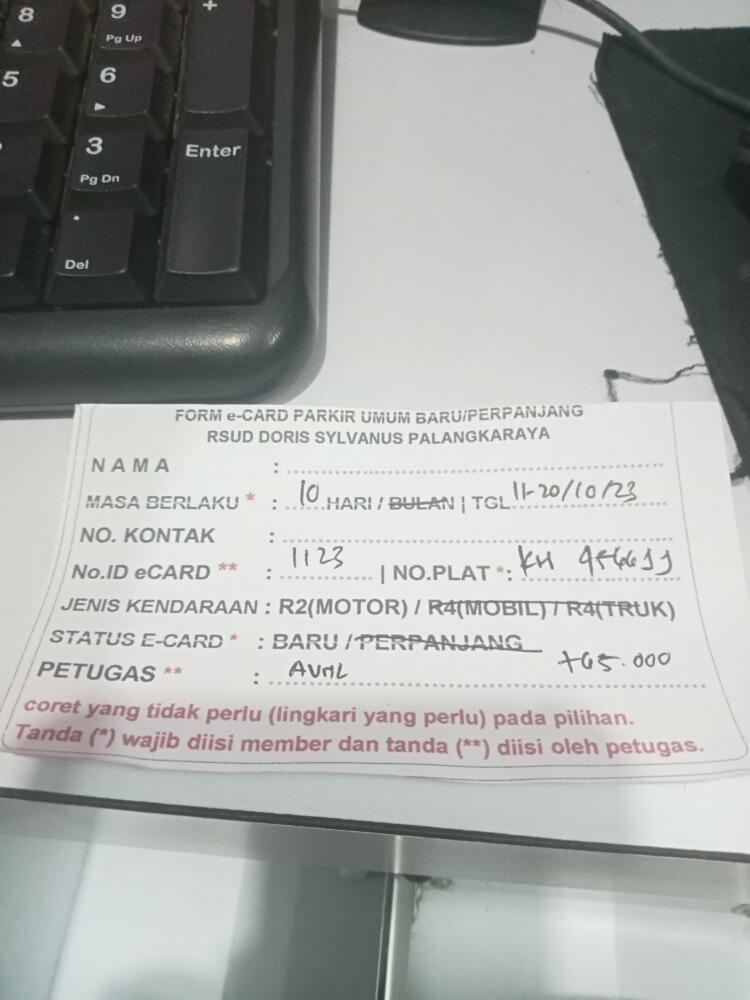 8
9
Pg Up
+
5
6
3
Pg Dn
Enter
Del
FORM e-CARD PARKIR UMUM BARU/PERPANJANG
RSUD DORIS SYLVANUS PALANGKARAYA
NAMA :
MASA BERLAKU * : 10 HARI / BULAN | TGL 11-20/10/23
NO. KONTAK :
No.ID eCARD ** : 1123 | NO.PLAT *: KH
JENIS KENDARAAN : R2(MOTOR) / R4(MOBIL) / R4(TRUK)
STATUS E-CARD * : BARU / PERPANJANG
PETUGAS ** : 65.000
coret yang tidak perlu (lingkari yang perlu) pada pilihan.
Tanda (*) wajib diisi member dan tanda (**) diisi oleh petugas.